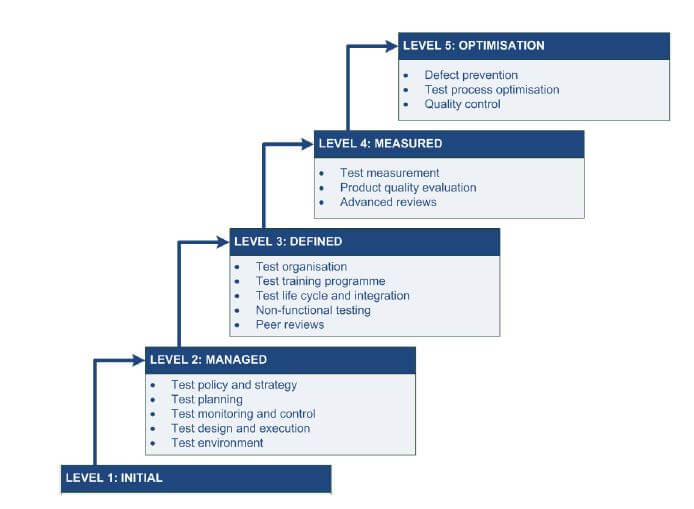 LEVEL 5: OPTIMISATION
• Defect prevention
• Test process optimisation
• Quality control
LEVEL 4: MEASURED
• Test measurement
• Product quality evaluation
• Advanced reviews
LEVEL 3: DEFINED
• Test organisation
• Test training programme
• Test life cycle and integration
• Non-functional testing
• Peer reviews
LEVEL 2: MANAGED
• Test policy and strategy
• Test planning
• Test monitoring and control
• Test design and execution
• Test environment
LEVEL 1: INITIAL